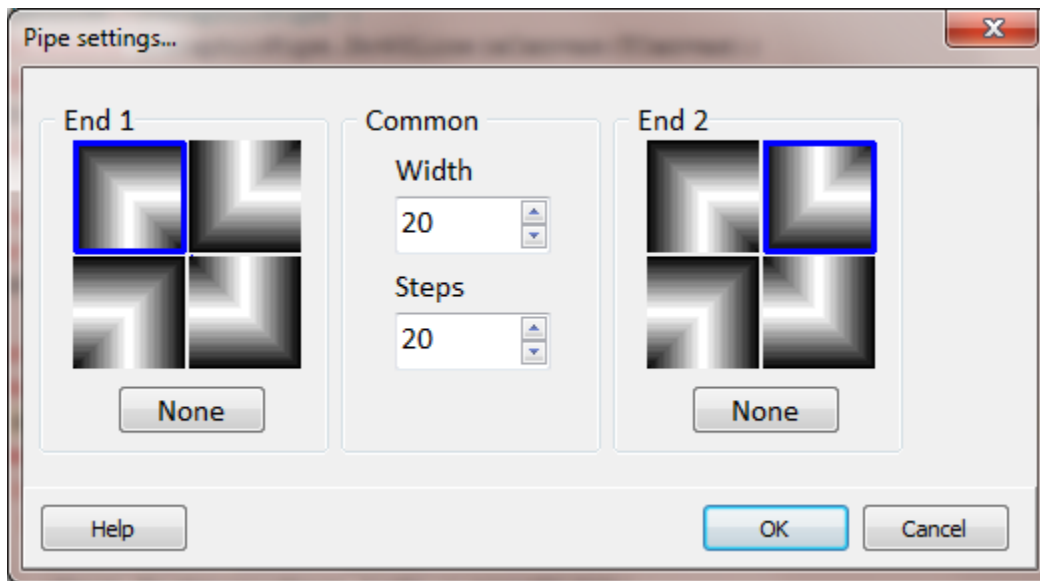 Pipe settings...
End 1
Common
End 2
Width
20
Steps
20
None
None
Help
OK
Cancel